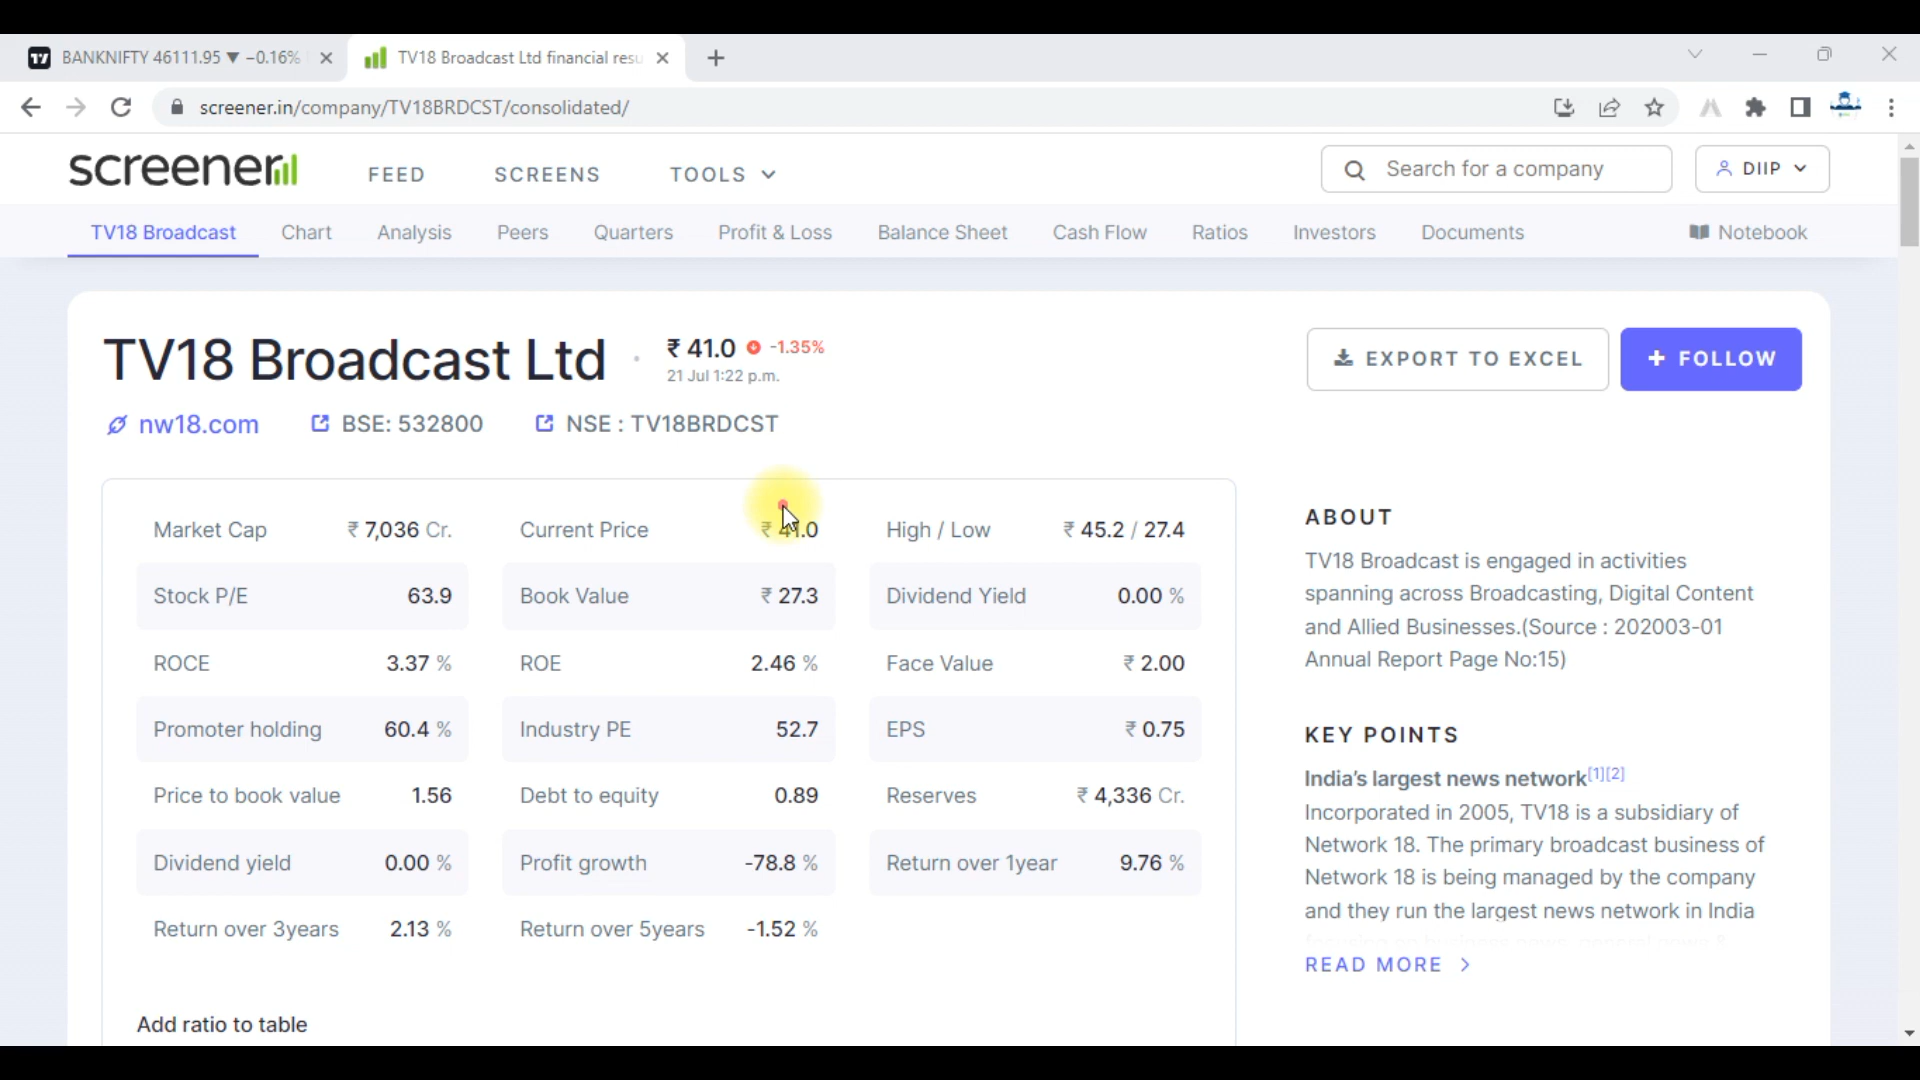 BANKNIFTY 46111.95 ▼ −0.16%
TV18 Broadcast Ltd financial resu
screener.in/company/TV18BRDCST/consolidated/
screener
FEED
SCREENS
TOOLS
Search for a company
DIIP
TV18 Broadcast
Chart
Analysis
Peers
Quarters
Profit & Loss
Balance Sheet
Cash Flow
Ratios
Investors
Documents
Notebook
TV18 Broadcast Ltd
₹ 41.0 -1.35%
21 Jul 1:22 p.m.
EXPORT TO EXCEL
+ FOLLOW
nw18.com
BSE: 532800
NSE : TV18BRDCST
Market Cap ₹ 7,036 Cr.
Current Price ₹ 41.0
High / Low ₹ 45.2 / 27.4
Stock P/E 63.9
Book Value ₹ 27.3
Dividend Yield 0.00 %
ROCE 3.37 %
ROE 2.46 %
Face Value ₹ 2.00
Promoter holding 60.4 %
Industry PE 52.7
EPS ₹ 0.75
Price to book value 1.56
Debt to equity 0.89
Reserves ₹ 4,336 Cr.
Dividend yield 0.00 %
Profit growth -78.8 %
Return over 1year 9.76 %
Return over 3years 2.13 %
Return over 5years -1.52 %
Add ratio to table
ABOUT
TV18 Broadcast is engaged in activities
spanning across Broadcasting, Digital Content
and Allied Businesses.(Source : 202003-01
Annual Report Page No:15)
KEY POINTS
India's largest news network[1][2]
Incorporated in 2005, TV18 is a subsidiary of
Network 18. The primary broadcast business of
Network 18 is being managed by the company
and they run the largest news network in India
READ MORE